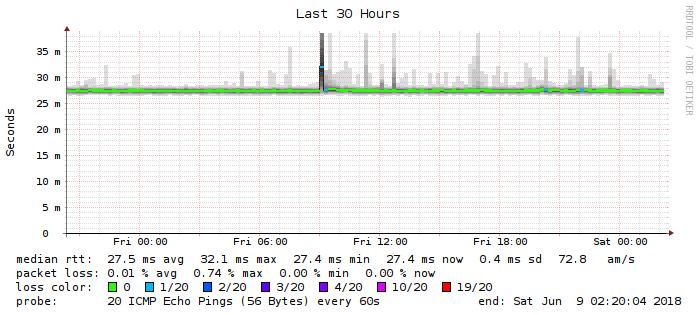 Last 30 Hours
RRDTOOL / TOBI OETIKER
Seconds
35 m
30 m
25 m
20 m
15 m
10 m
5 m
0
Fri 00:00 Fri 06:00 Fri 12:00 Fri 18:00 Sat 00:00
median rtt: 27.5 ms avg 32.1 ms max 27.4 ms min 27.4 ms now 0.4 ms sd 72.8 am/s
packet loss: 0.01 % avg 0.74 % max 0.00 % min 0.00 % now
loss color: 0 1/20 2/20 3/20 4/20 10/20 19/20
probe: 20 ICMP Echo Pings (56 Bytes) every 60s end: Sat Jun 9 02:20:04 2018